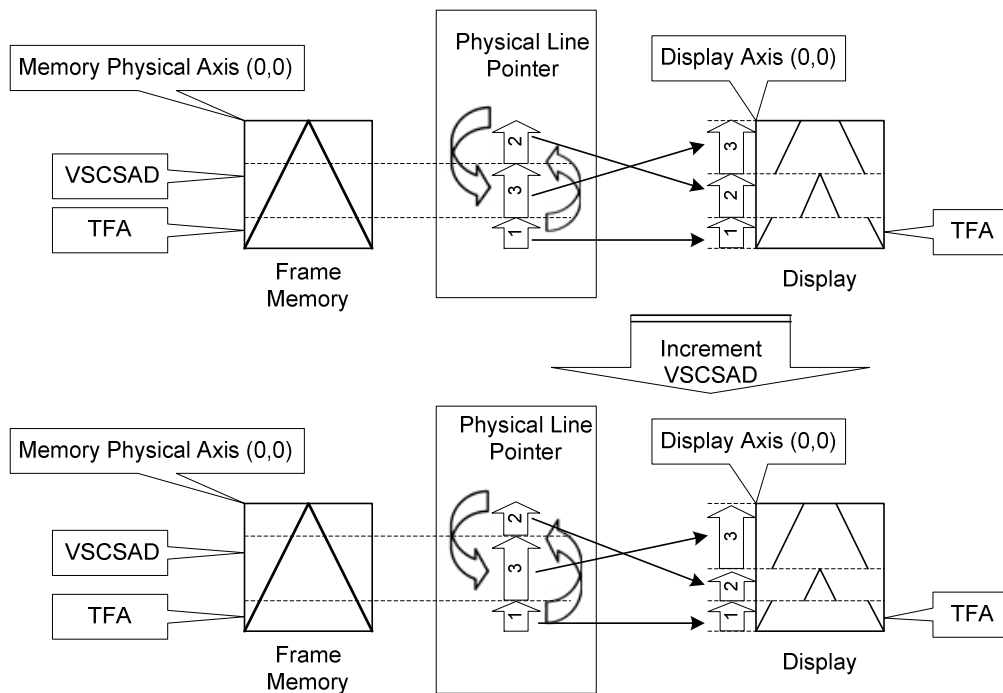 Memory Physical Axis (0,0)
Physical Line
Pointer
Display Axis (0,0)
VSCSAD
TFA
2
3
1
3
2
1
TFA
Frame
Memory
Display
Increment
VSCSAD
Memory Physical Axis (0,0)
Physical Line
Pointer
Display Axis (0,0)
VSCSAD
TFA
2
3
1
3
2
1
TFA
Frame
Memory
Display